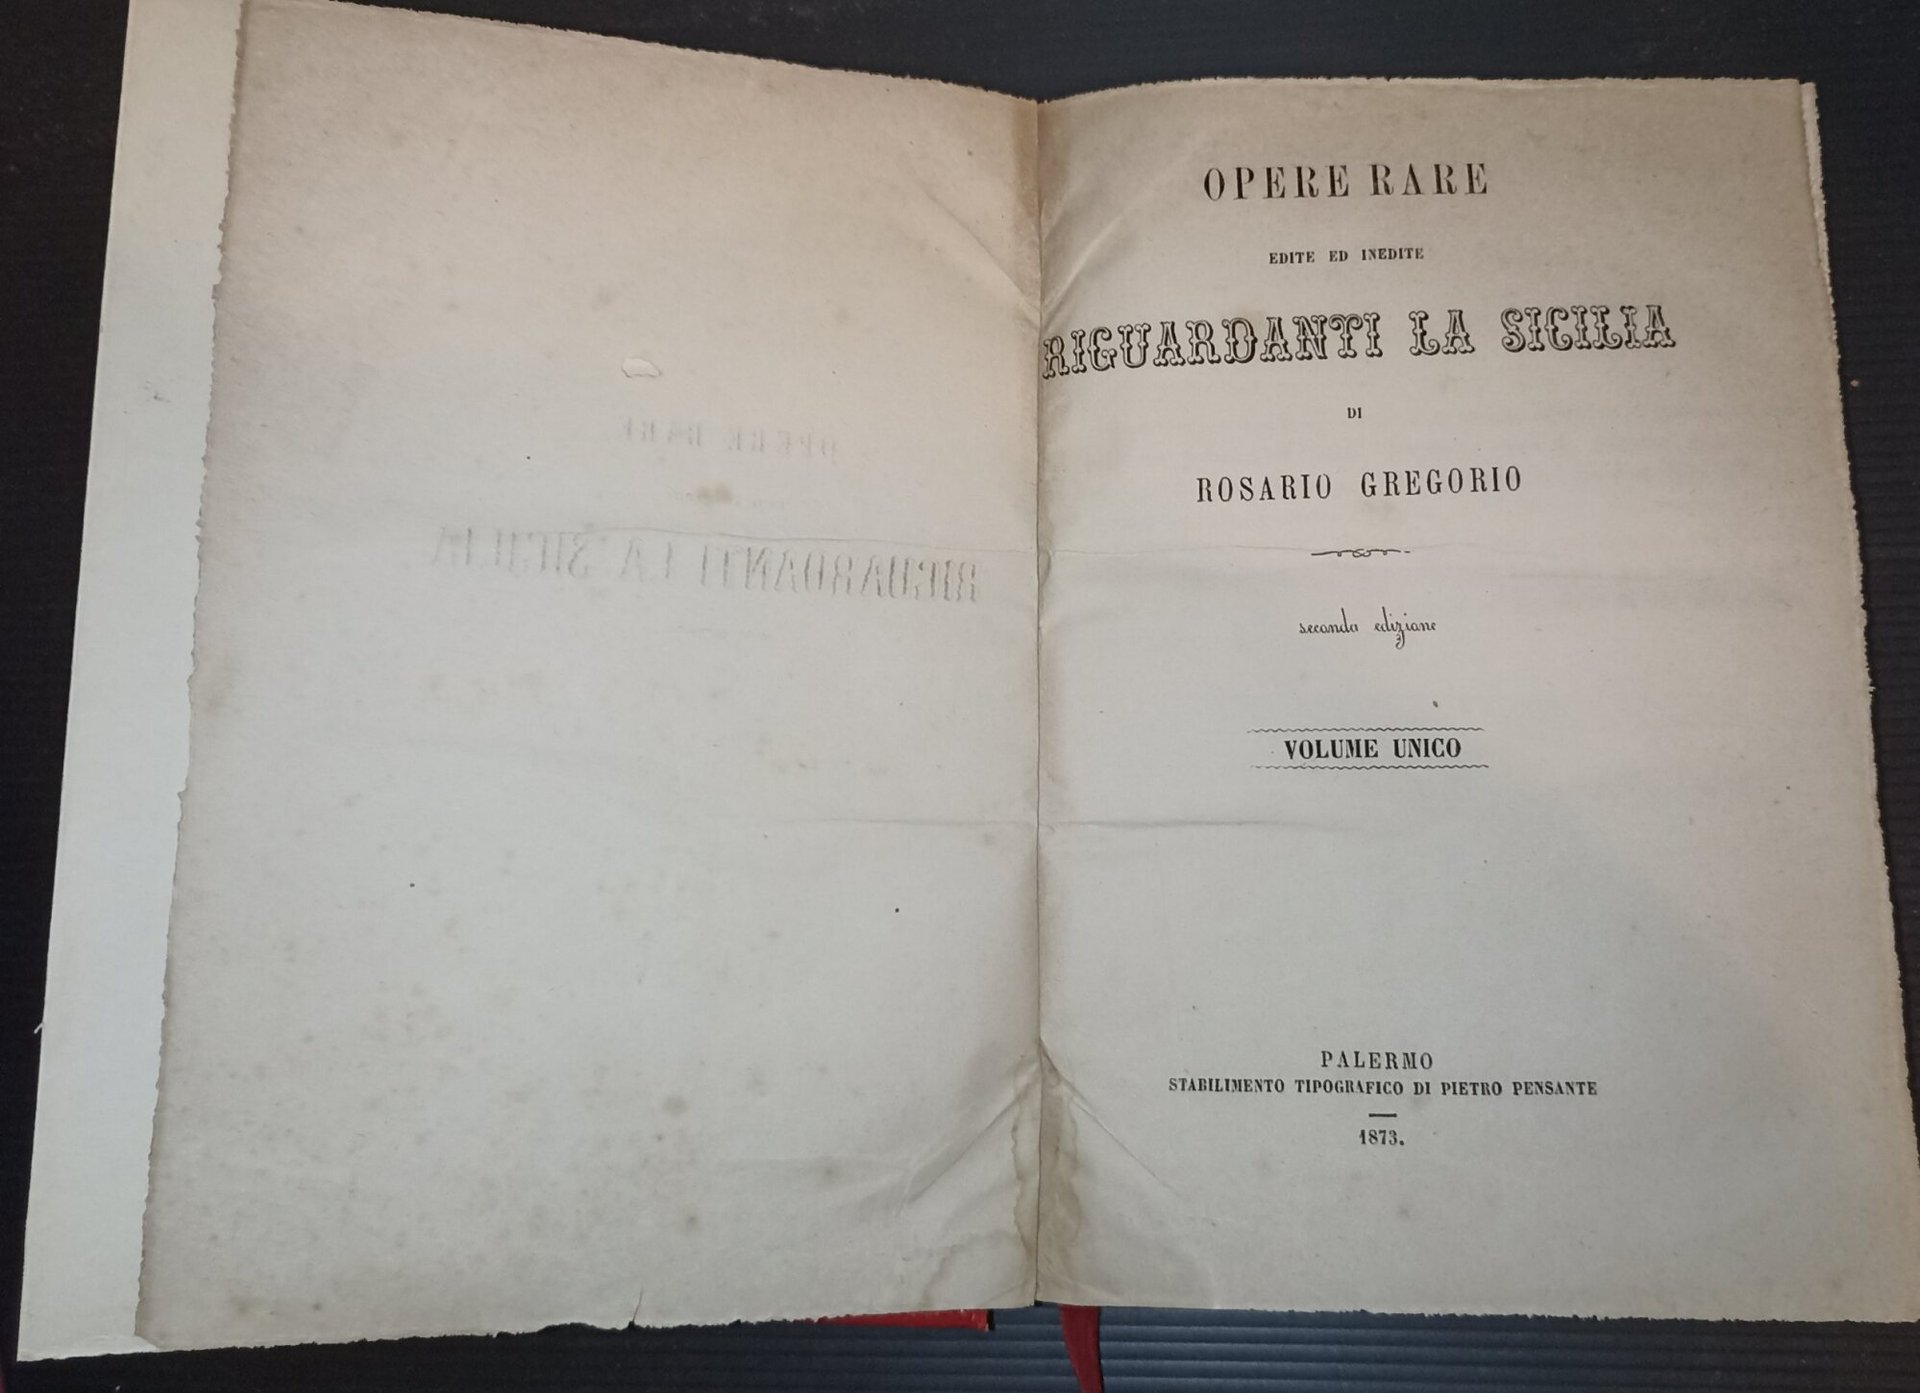 OPERE RARE
EDITE ED INEDITE
RIGUARDANTI LA SICILIA
DI
ROSARIO GREGORIO
seconda edizione
VOLUME UNICO
PALERMO
STABILIMENTO TIPOGRAFICO DI PIETRO PENSANTE
1873.